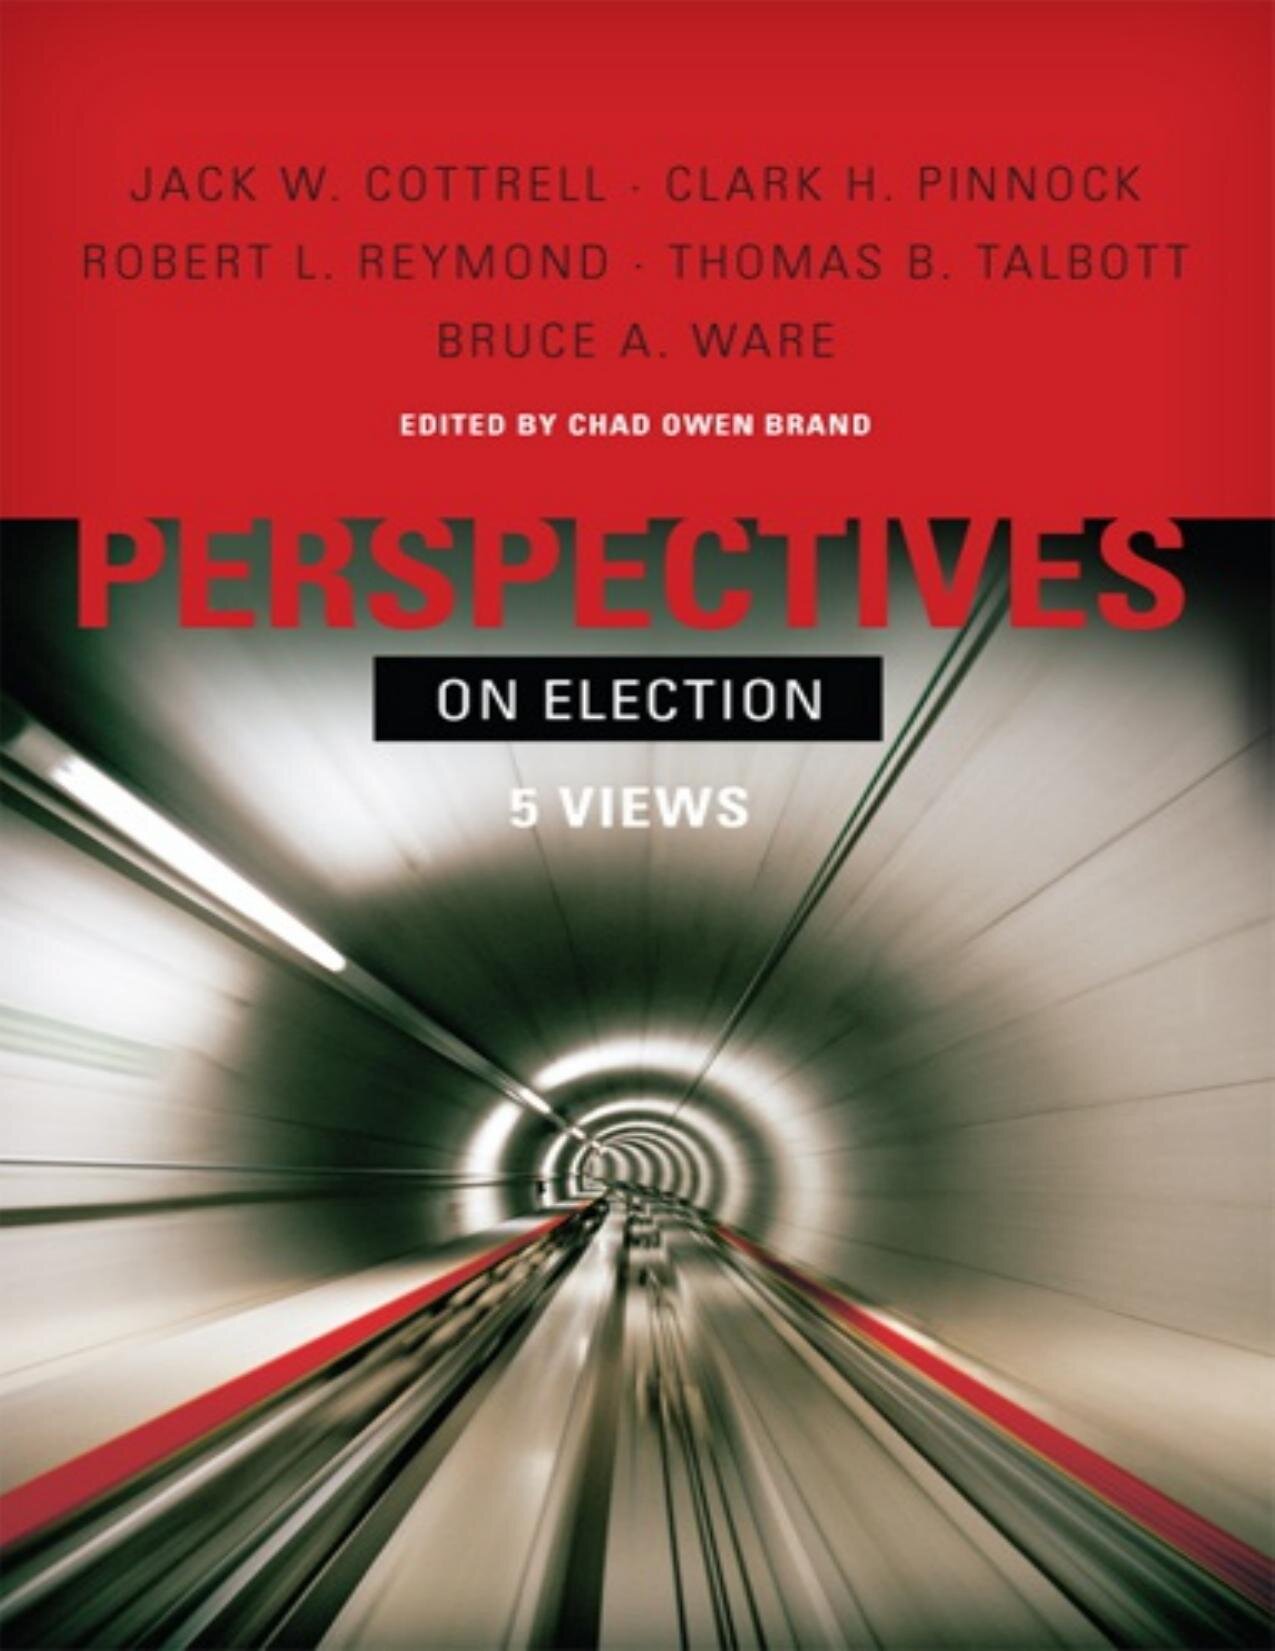 JACK W. COTTRELL · CLARK H. PINNOCK
ROBERT L. REYMOND · THOMAS B. TALBOTT
BRUCE A. WARE
EDITED BY CHAD OWEN BRAND
PERSPECTIVES
ON ELECTION
5 VIEWS